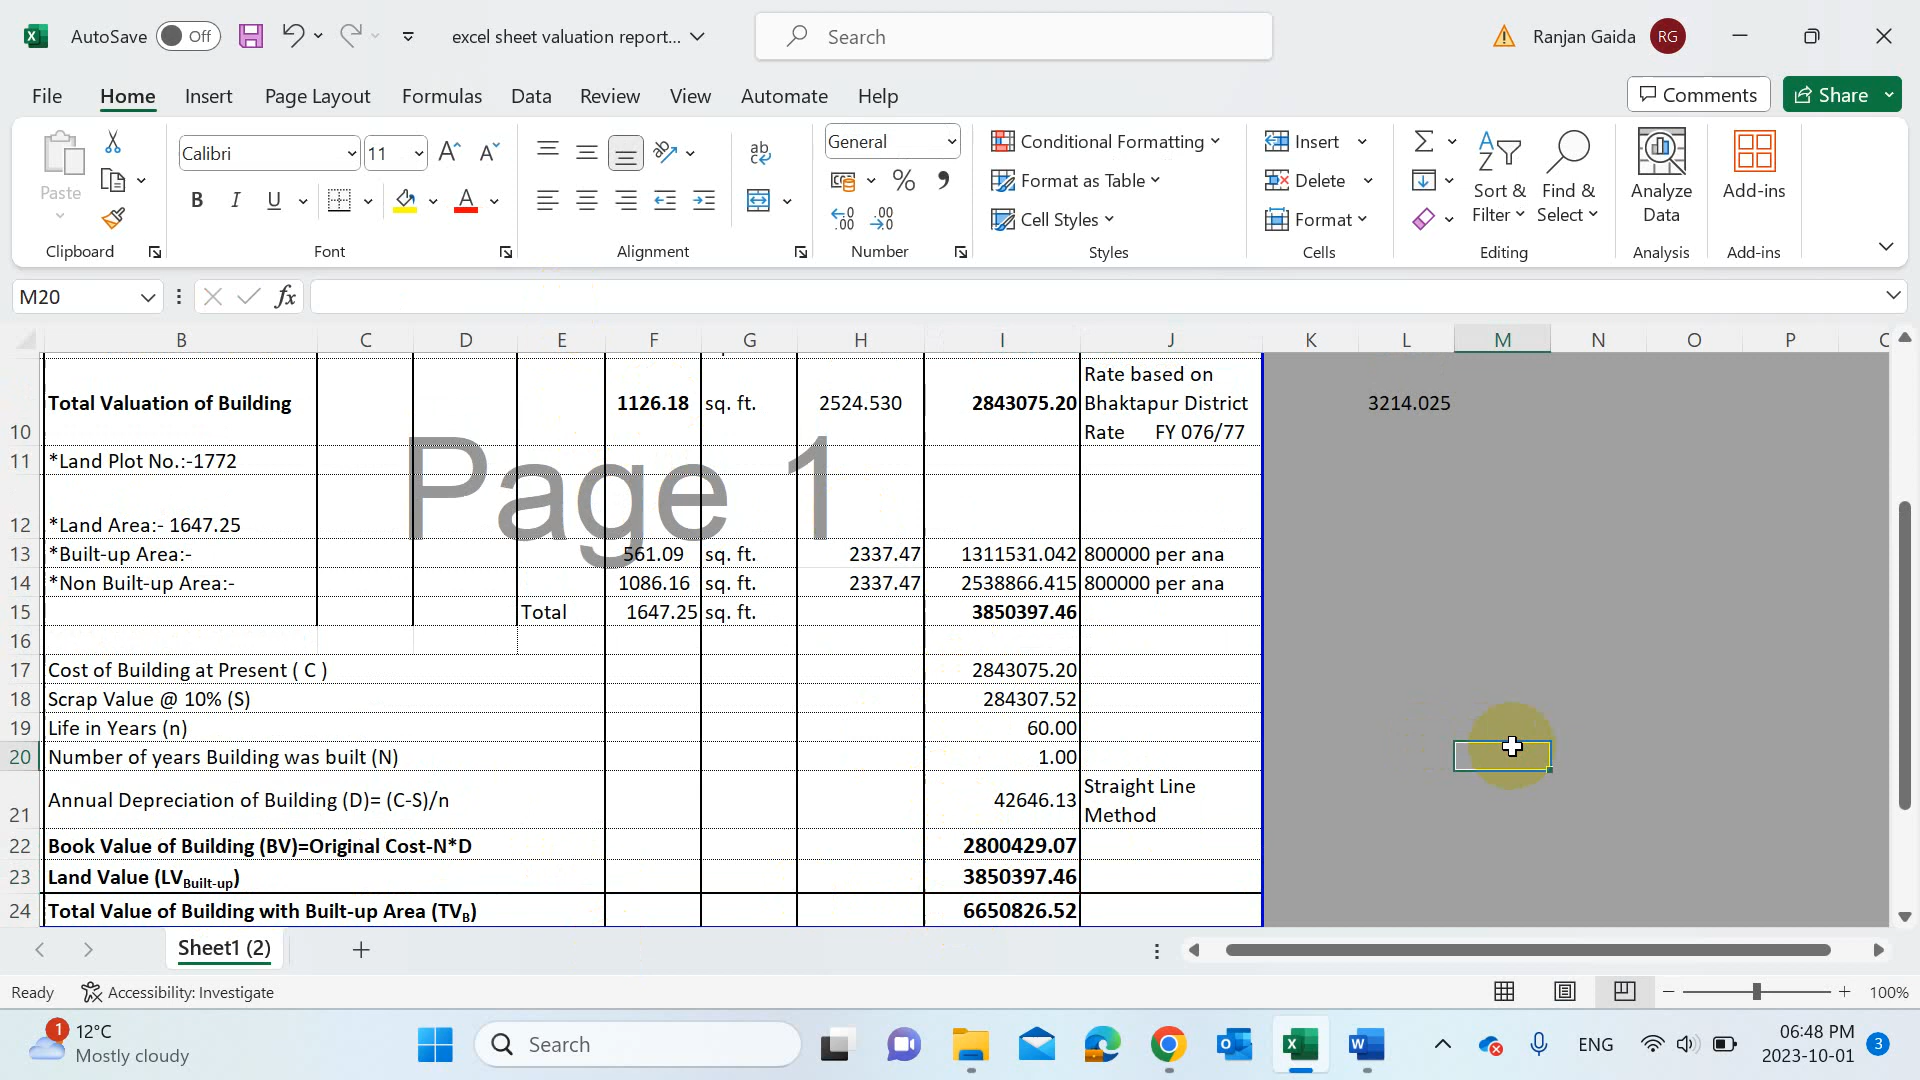 AutoSave Off excel sheet valuation report... Search Ranjan Gaida RG
File Home Insert Page Layout Formulas Data Review View Automate Help Comments Share
Paste Calibri 11 General Conditional Formatting Insert
Format as Table Delete Sort & Filter Find & Select Analyze Data Add-ins
Cell Styles Format
Clipboard Font Alignment Number Styles Cells Editing Analysis Add-ins
M20 fx
B C D E F G H I J K L M N O P C
10 Total Valuation of Building 1126.18 sq. ft. 2524.530 2843075.20 Rate based on Bhaktapur District Rate FY 076/77 3214.025
Page 1
11 *Land Plot No.:-1772
12 *Land Area:- 1647.25
13 *Built-up Area:- 561.09 sq. ft. 2337.47 1311531.042 800000 per ana
14 *Non Built-up Area:- 1086.16 sq. ft. 2337.47 2538866.415 800000 per ana
15 Total 1647.25 sq. ft. 3850397.46
16
17 Cost of Building at Present ( C ) 2843075.20
18 Scrap Value @ 10% (S) 284307.52
19 Life in Years (n) 60.00
20 Number of years Building was built (N) 1.00
21 Annual Depreciation of Building (D)= (C-S)/n 42646.13 Straight Line Method
22 Book Value of Building (BV)=Original Cost-N*D 2800429.07
23 Land Value (LVBuilt-up) 3850397.46
24 Total Value of Building with Built-up Area (TVB) 6650826.52
Sheet1 (2)
Ready Accessibility: Investigate 100%
1 12°C Search ENG 06:48 PM 3
Mostly cloudy 2023-10-01